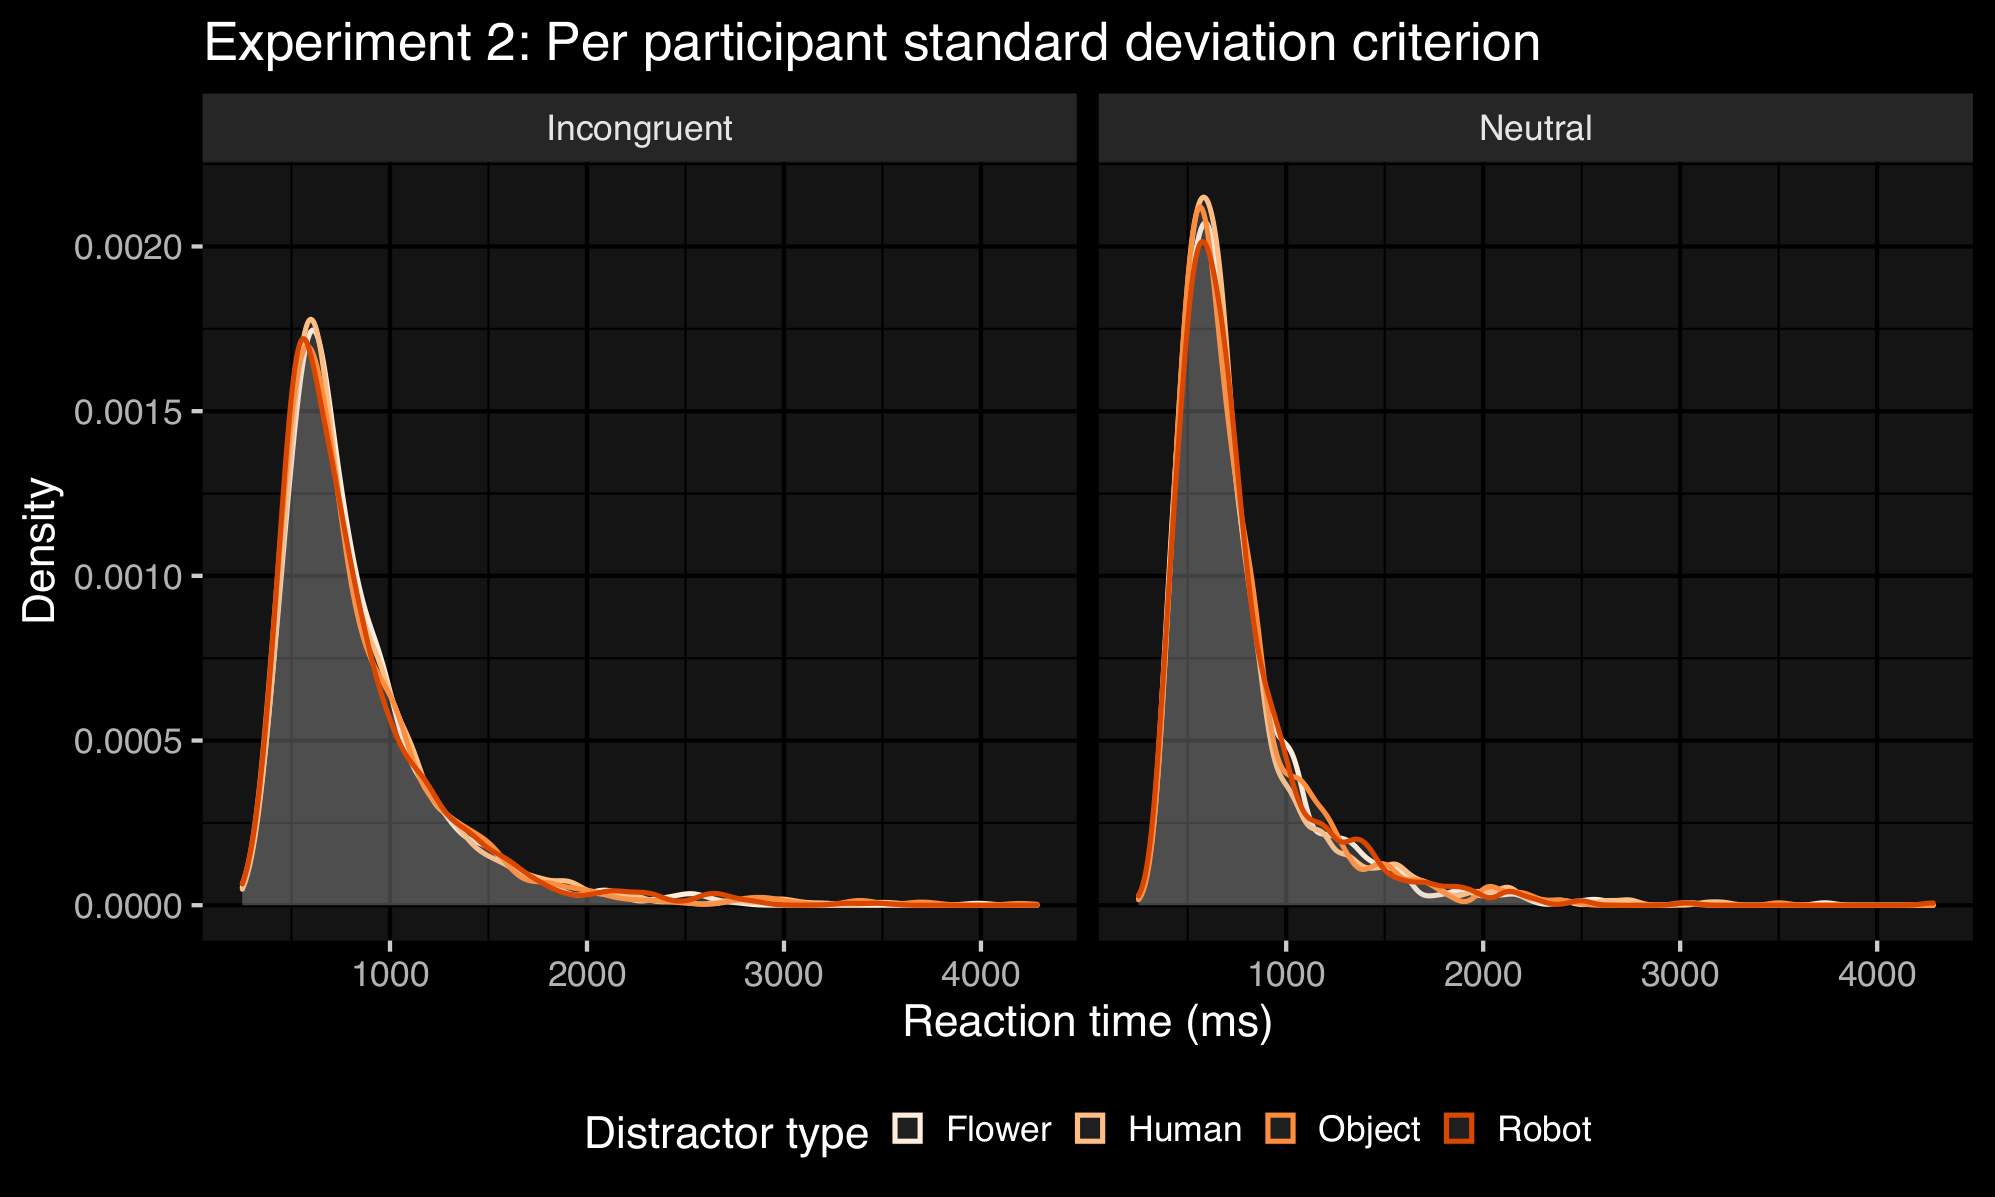 Experiment 2: Per participant standard deviation criterion
Incongruent
Neutral
Density
0.0020
0.0015
0.0010
0.0005
0.0000
1000 2000 3000 4000
1000 2000 3000 4000
Reaction time (ms)
Distractor type Flower Human Object Robot